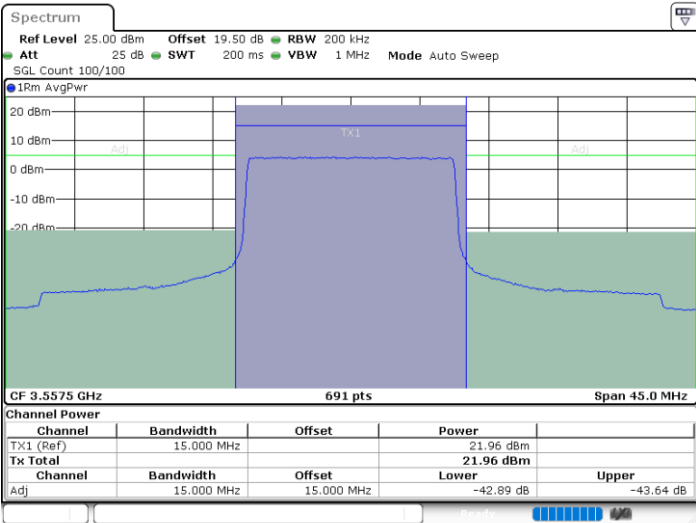 Spectrum
Ref Level 25.00 dBm Offset 19.50 dB RBW 200 kHz
Att 25 dB SWT 200 ms VBW 1 MHz Mode Auto Sweep
SGL Count 100/100
1Rm AvgPwr
20 dBm
TX1
10 dBm
Adj Adj
0 dBm
-10 dBm
-20 dBm
CF 3.5575 GHz 691 pts Span 45.0 MHz
Channel Power
Channel Bandwidth Offset Power
TX1 (Ref) 15.000 MHz 21.96 dBm
Tx Total 21.96 dBm
Channel Bandwidth Offset Lower Upper
Adj 15.000 MHz 15.000 MHz -42.89 dB -43.64 dB
Ready